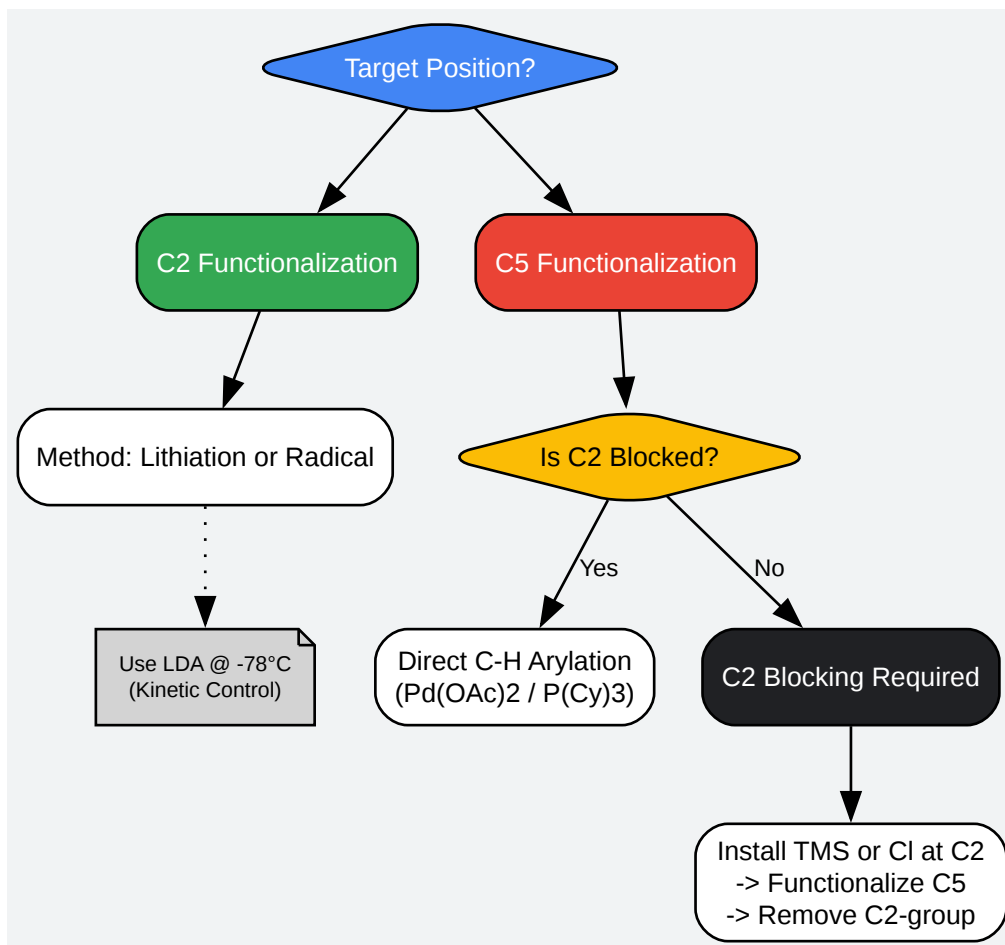 Target Position?
C2 Functionalization
C5 Functionalization
Method: Lithiation or Radical
Is C2 Blocked?
Yes
No
Use LDA @ -78°C
(Kinetic Control)
Direct C-H Arylation
(Pd(OAc)2 / P(Cy)3)
C2 Blocking Required
Install TMS or Cl at C2
-> Functionalize C5
-> Remove C2-group